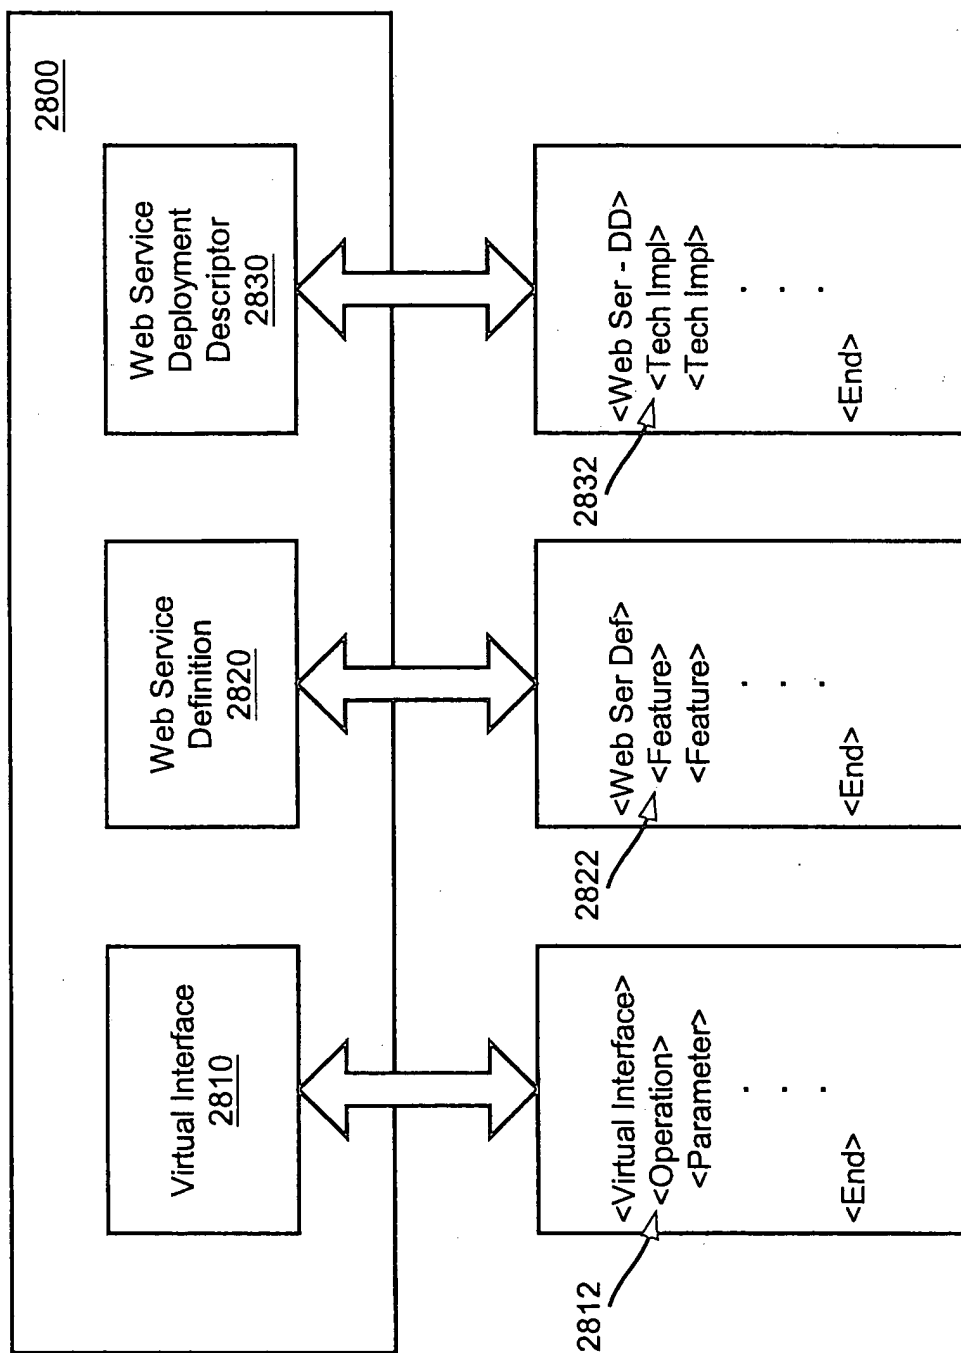 2800
Virtual Interface
2810
Web Service
Definition
2820
Web Service
Deployment
Descriptor
2830
2812
<Virtual Interface>
<Operation>
<Parameter>
. . .
<End>
2822
<Web Ser Def>
<Feature>
<Feature>
. . .
<End>
2832
<Web Ser - DD>
<Tech Impl>
<Tech Impl>
. . .
<End>